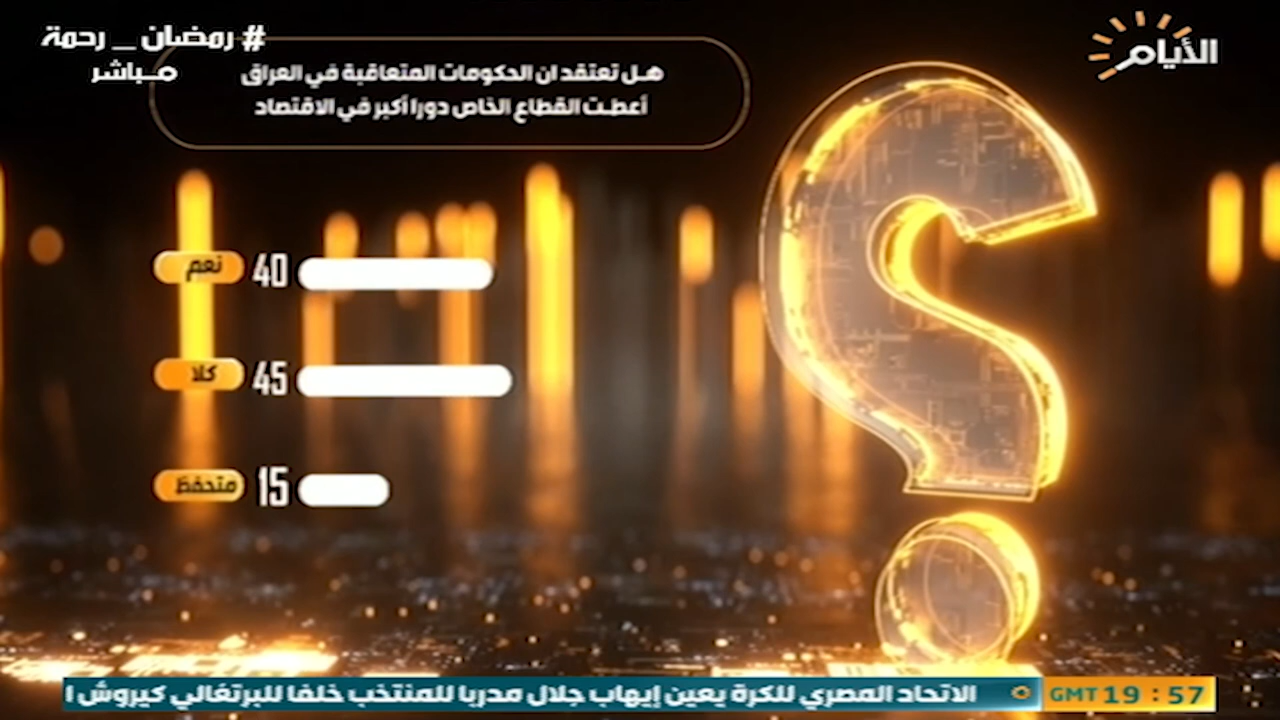 # رمضان _ رحمة
مباشر
الأيام
هل تعتقد ان الحكومات المتعاقبة في العراق
أعطت القطاع الخاص دورا أكبر في الاقتصاد
نعم 40
كلا 45
متحفظ 15
؟
الاتحاد المصري للكرة يعين إيهاب جلال مدربا للمنتخب خلفا للبرتغالي كيروش ا
GMT 19 : 57